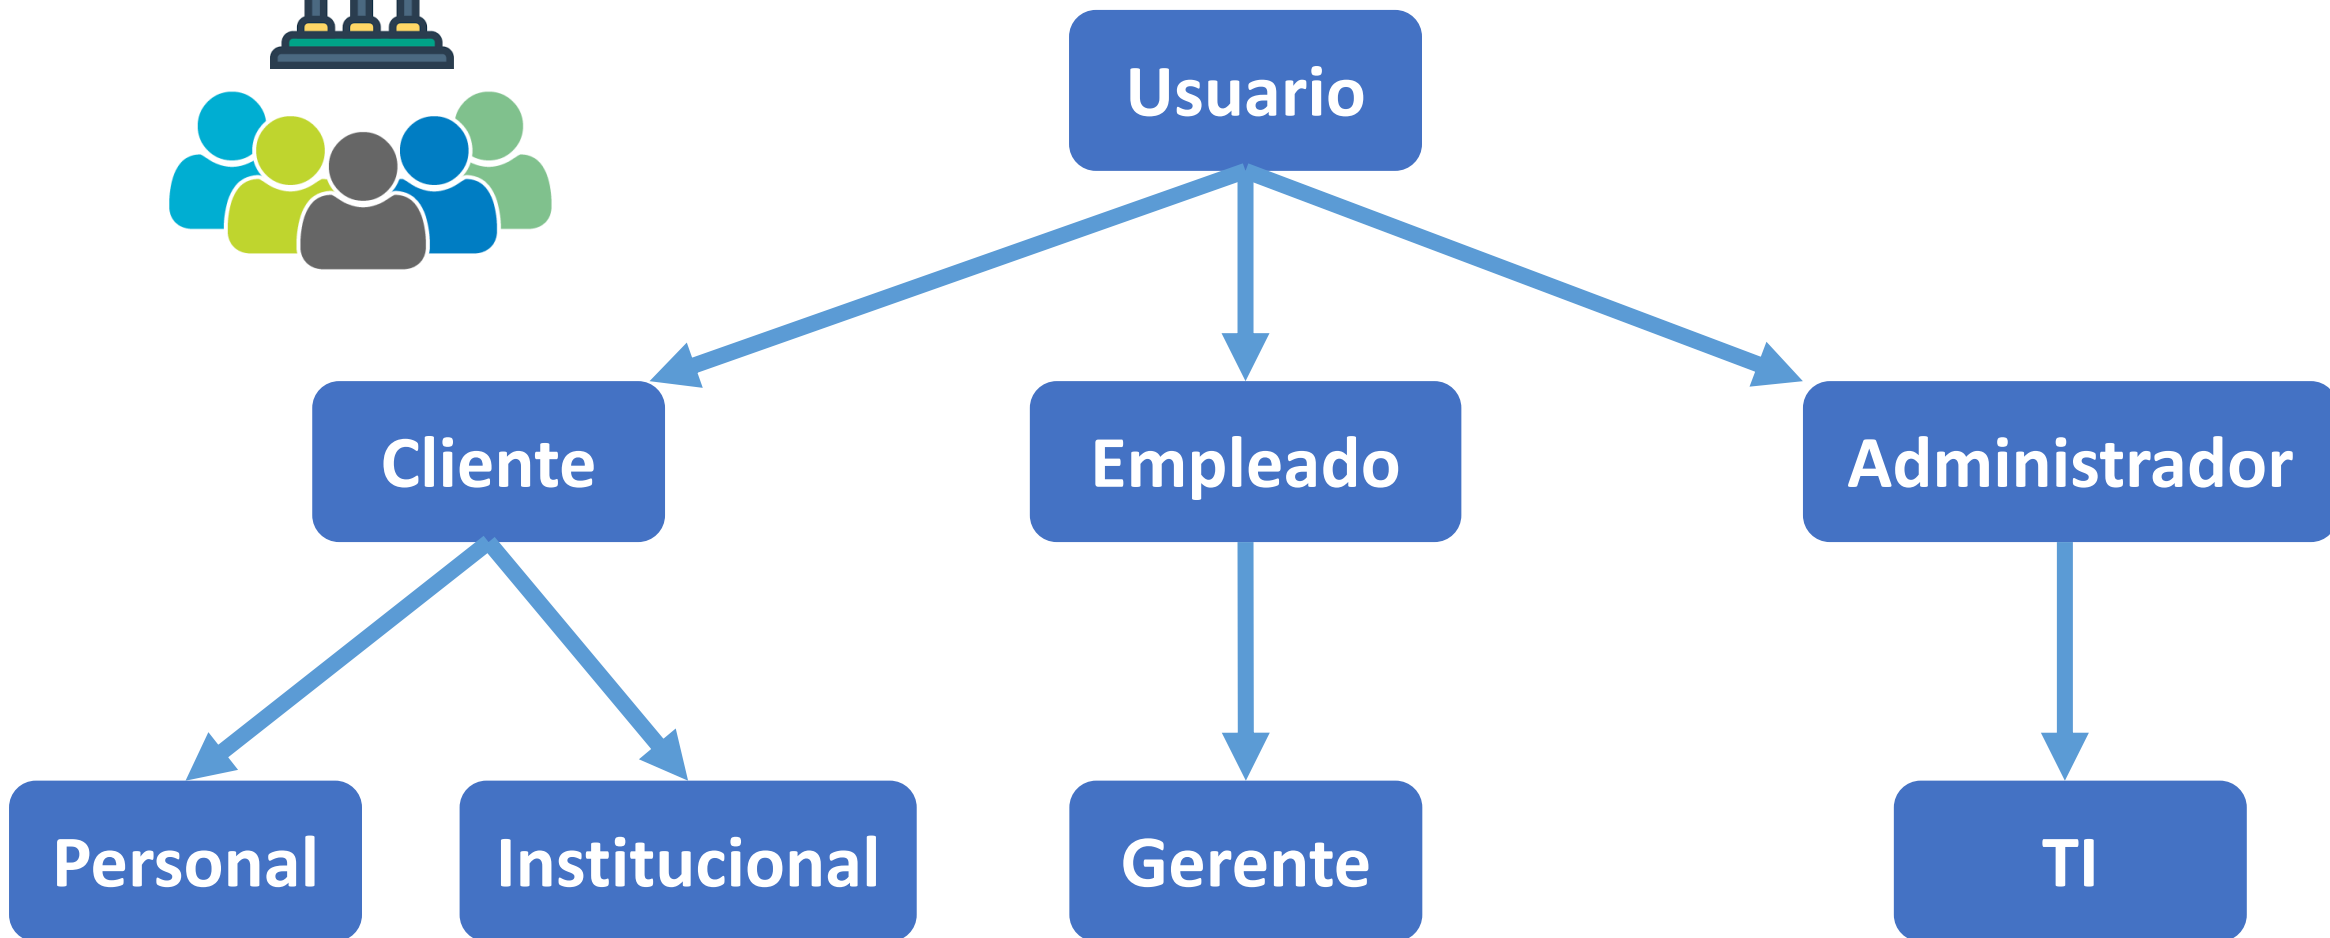 Usuario
Cliente
Empleado
Administrador
Personal
Institucional
Gerente
TI